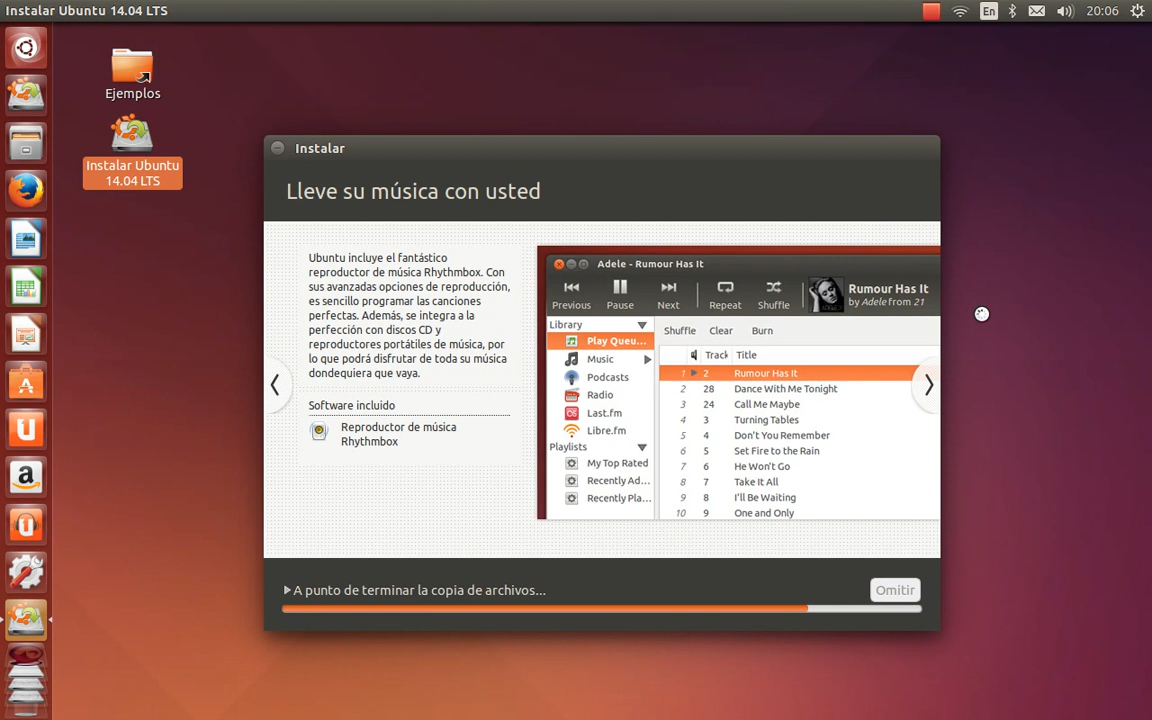 Instalar Ubuntu 14.04 LTS
En
20:06
Ejemplos
Instalar Ubuntu
14.04 LTS
Instalar
Lleve su música con usted
Ubuntu incluye el fantástico
reproductor de música Rhythmbox. Con
sus avanzadas opciones de reproducción,
es sencillo programar las canciones
perfectas. Además, se integra a la
perfección con discos CD y
reproductores portátiles de música, por
lo que podrá disfrutar de toda su música
dondequiera que vaya.
Software incluido
Reproductor de música
Rhythmbox
Adele - Rumour Has It
Previous Pause Next Repeat Shuffle
Rumour Has It
by Adele from 21
Library
Play Queu...
Music
Podcasts
Radio
Last.fm
Libre.fm
Playlists
My Top Rated
Recently Ad...
Recently Pla...
Shuffle Clear Burn
Track Title
1 2 Rumour Has It
2 28 Dance With Me Tonight
3 24 Call Me Maybe
4 3 Turning Tables
5 4 Don't You Remember
6 5 Set Fire to the Rain
7 6 He Won't Go
8 7 Take It All
9 8 I'll Be Waiting
10 9 One and Only
A punto de terminar la copia de archivos...
Omitir